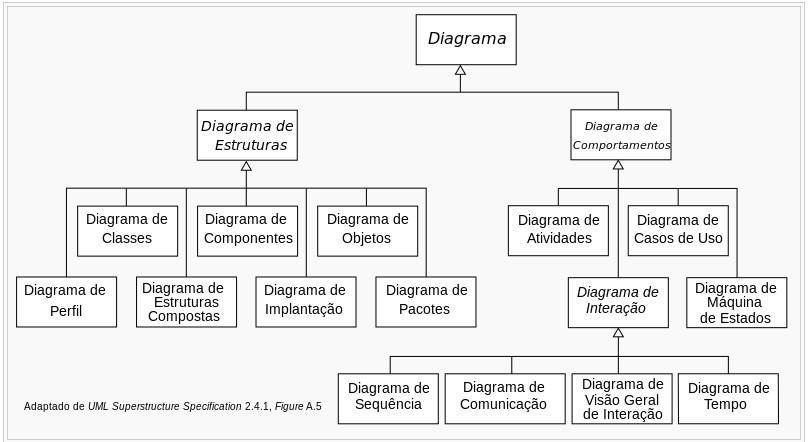 Diagrama
Diagrama de
Estruturas
Diagrama de
Comportamentos
Diagrama de
Classes
Diagrama de
Componentes
Diagrama de
Objetos
Diagrama de
Atividades
Diagrama de
Casos de Uso
Diagrama de
Perfil
Diagrama de
Estruturas
Compostas
Diagrama de
Implantação
Diagrama de
Pacotes
Diagrama de
Interação
Diagrama de
Máquina
de Estados
Diagrama de
Sequência
Diagrama de
Comunicação
Diagrama de
Visão Geral
de Interação
Diagrama de
Tempo
Adaptado de UML Superstructure Specification 2.4.1, Figure A.5